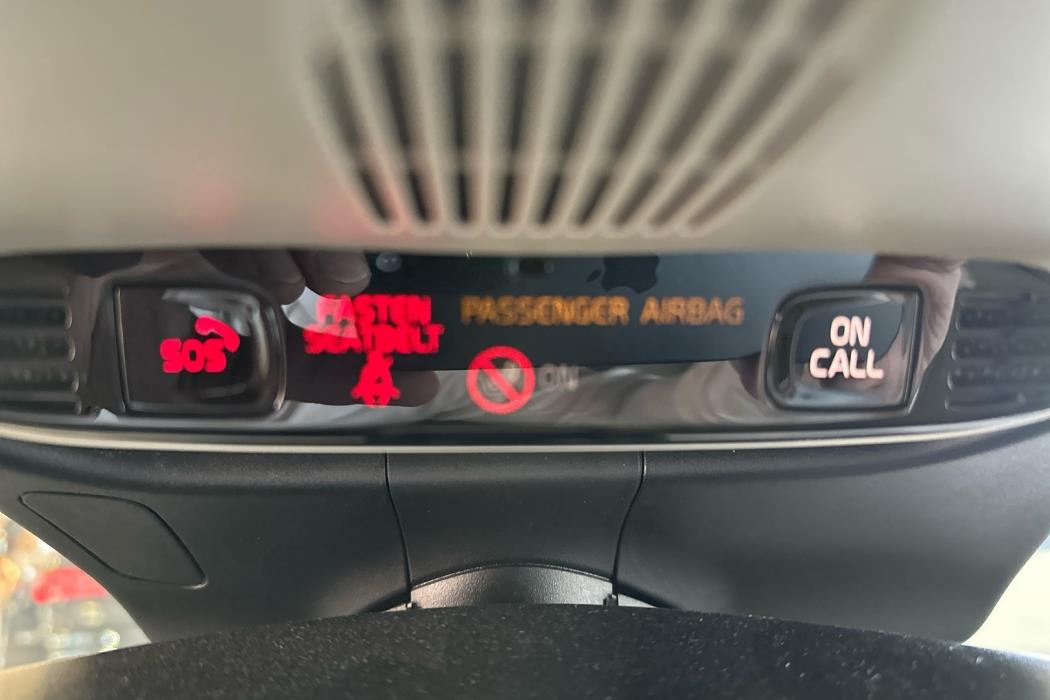 SOS
FASTEN
SEATBELT
PASSENGER AIRBAG
ON
ON
CALL